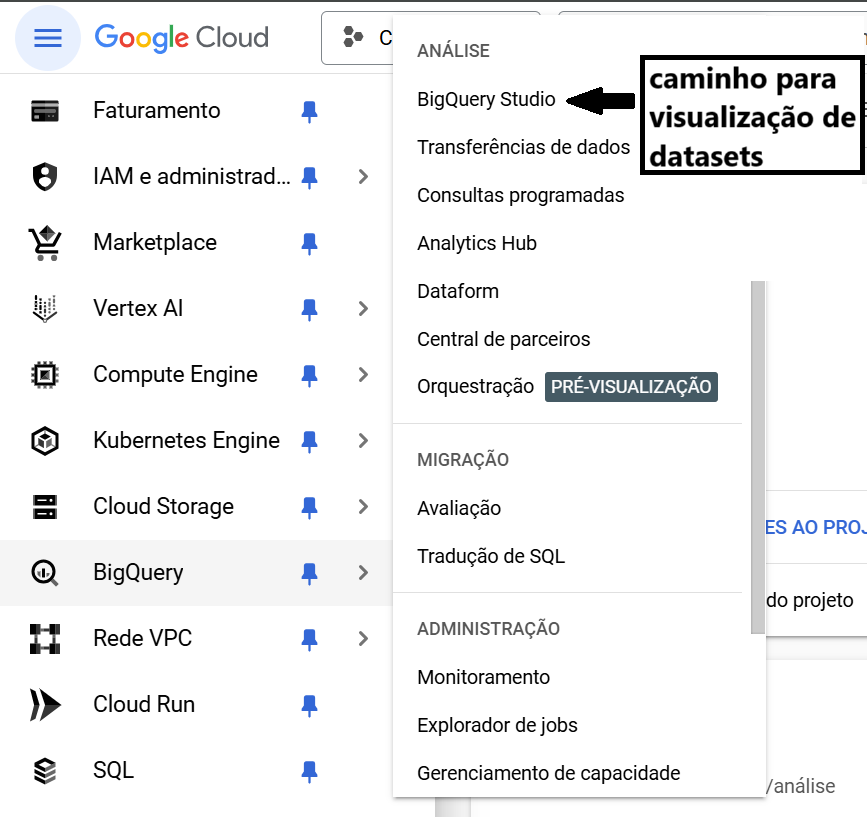 Google Cloud
C
Faturamento
IAM e administrad...
Marketplace
Vertex AI
Compute Engine
Kubernetes Engine
Cloud Storage
BigQuery
Rede VPC
Cloud Run
SQL
ANÁLISE
BigQuery Studio
Transferências de dados
Consultas programadas
Analytics Hub
Dataform
Central de parceiros
Orquestração PRÉ-VISUALIZAÇÃO
MIGRAÇÃO
Avaliação
Tradução de SQL
ADMINISTRAÇÃO
Monitoramento
Explorador de jobs
Gerenciamento de capacidade
caminho para
visualização de
datasets
ES AO PROJ
do projeto
/análise